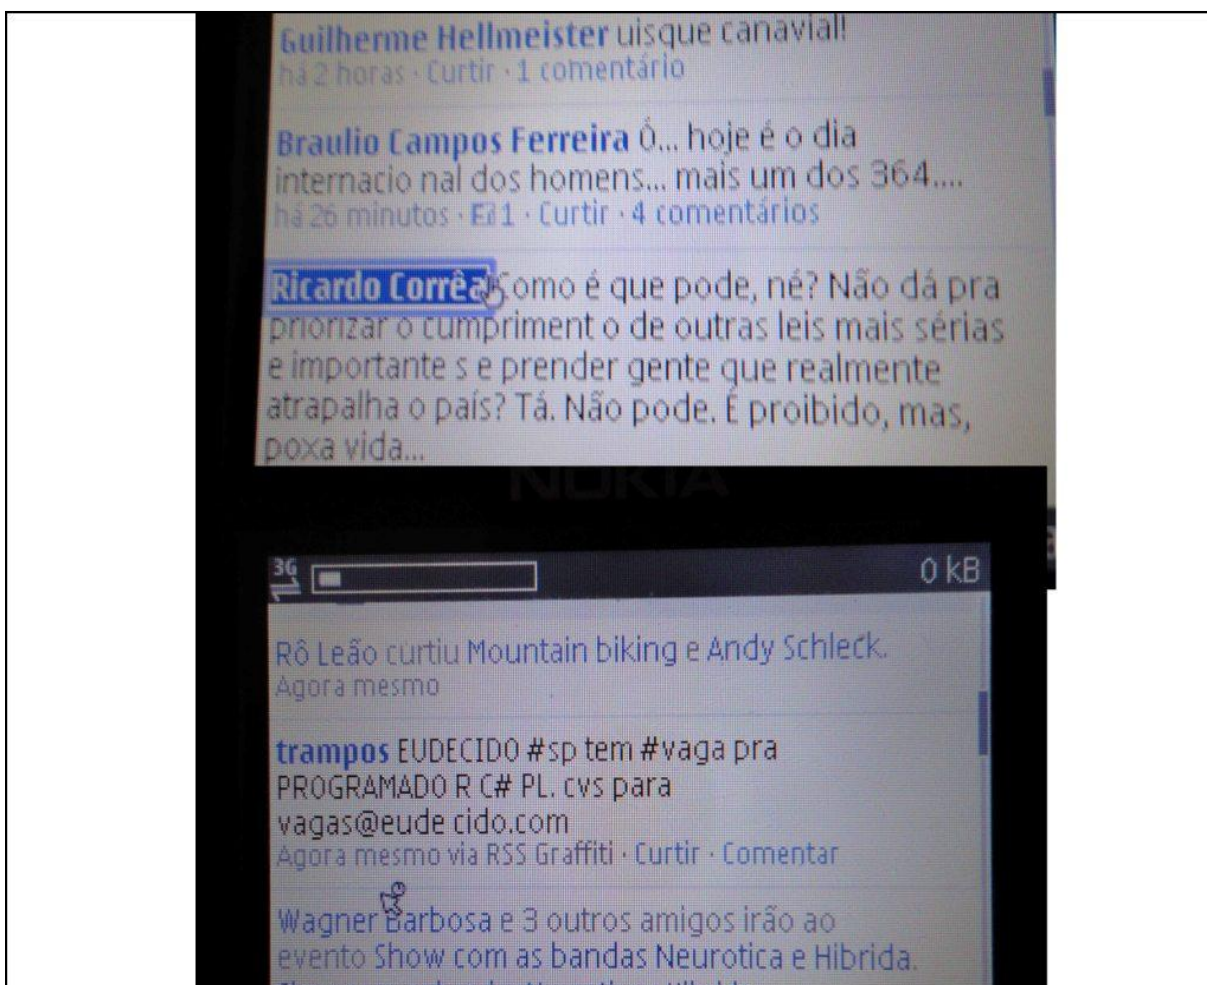 Guilherme Hellmeister uisque canavial!
há 2 horas · Curtir · 1 comentário
Braulio Campos Ferreira Ó... hoje é o dia
internacio nal dos homens... mais um dos 364....
há 26 minutos · 1 · Curtir · 4 comentários
Ricardo Corrêa Como é que pode, né? Não dá pra
priorizar o cumpriment o de outras leis mais sérias
e importante s e prender gente que realmente
atrapalha o país? Tá. Não pode. É proibido, mas,
poxa vida...
NOKIA
3G 0 kB
Rô Leão curtiu Mountain biking e Andy Schleck.
Agora mesmo
trampos EUDECIDO #sp tem #vaga pra
PROGRAMADO R C# PL. cvs para
vagas@eude cido.com
Agora mesmo via RSS Graffiti · Curtir · Comentar
Wagner Barbosa e 3 outros amigos irão ao
evento Show com as bandas Neurotica e Hibrida.